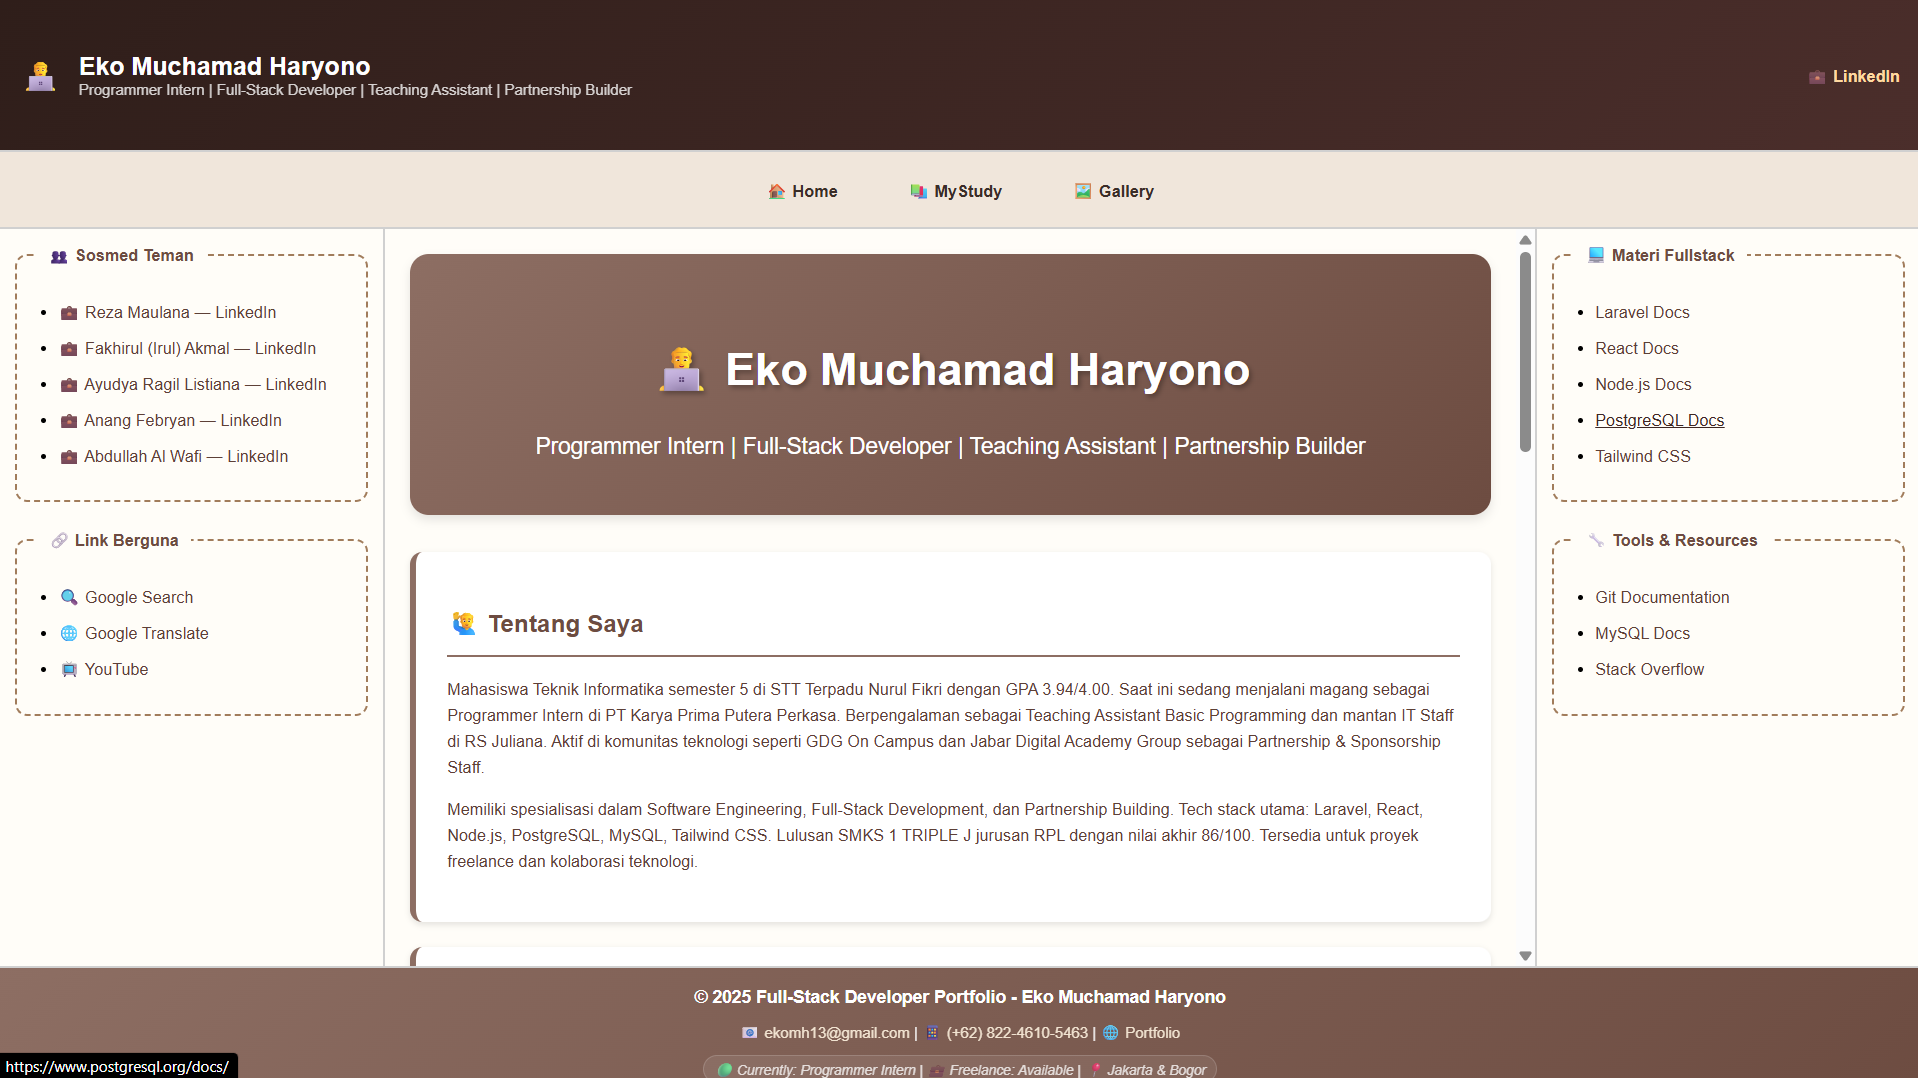 Eko Muchamad Haryono
Programmer Intern | Full-Stack Developer | Teaching Assistant | Partnership Builder
LinkedIn
Home
MyStudy
Gallery
Sosmed Teman
Reza Maulana — LinkedIn
Fakhirul (Irul) Akmal — LinkedIn
Ayudya Ragil Listiana — LinkedIn
Anang Febryan — LinkedIn
Abdullah Al Wafi — LinkedIn
Link Berguna
Google Search
Google Translate
YouTube
Eko Muchamad Haryono
Programmer Intern | Full-Stack Developer | Teaching Assistant | Partnership Builder
Tentang Saya
Mahasiswa Teknik Informatika semester 5 di STT Terpadu Nurul Fikri dengan GPA 3.94/4.00. Saat ini sedang menjalani magang sebagai
Programmer Intern di PT Karya Prima Putera Perkasa. Berpengalaman sebagai Teaching Assistant Basic Programming dan mantan IT Staff
di RS Juliana. Aktif di komunitas teknologi seperti GDG On Campus dan Jabar Digital Academy Group sebagai Partnership & Sponsorship
Staff.
Memiliki spesialisasi dalam Software Engineering, Full-Stack Development, dan Partnership Building. Tech stack utama: Laravel, React,
Node.js, PostgreSQL, MySQL, Tailwind CSS. Lulusan SMKS 1 TRIPLE J jurusan RPL dengan nilai akhir 86/100. Tersedia untuk proyek
freelance dan kolaborasi teknologi.
Materi Fullstack
Laravel Docs
React Docs
Node.js Docs
PostgreSQL Docs
Tailwind CSS
Tools & Resources
Git Documentation
MySQL Docs
Stack Overflow
© 2025 Full-Stack Developer Portfolio - Eko Muchamad Haryono
ekomh13@gmail.com | (+62) 822-4610-5463 | Portfolio
Currently: Programmer Intern | Freelance: Available | Jakarta & Bogor
https://www.postgresql.org/docs/